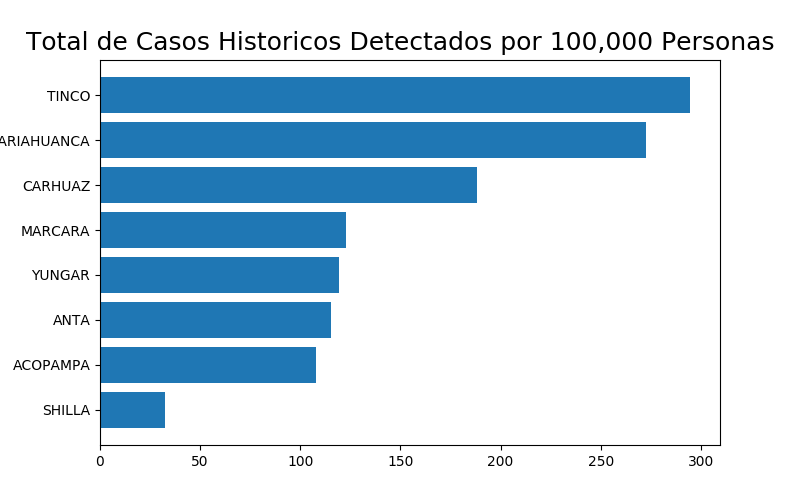 Total de Casos Historicos Detectados por 100,000 Personas
TINCO
ARIAHUANCA
CARHUAZ
MARCARA
YUNGAR
ANTA
ACOPAMPA
SHILLA
0 50 100 150 200 250 300